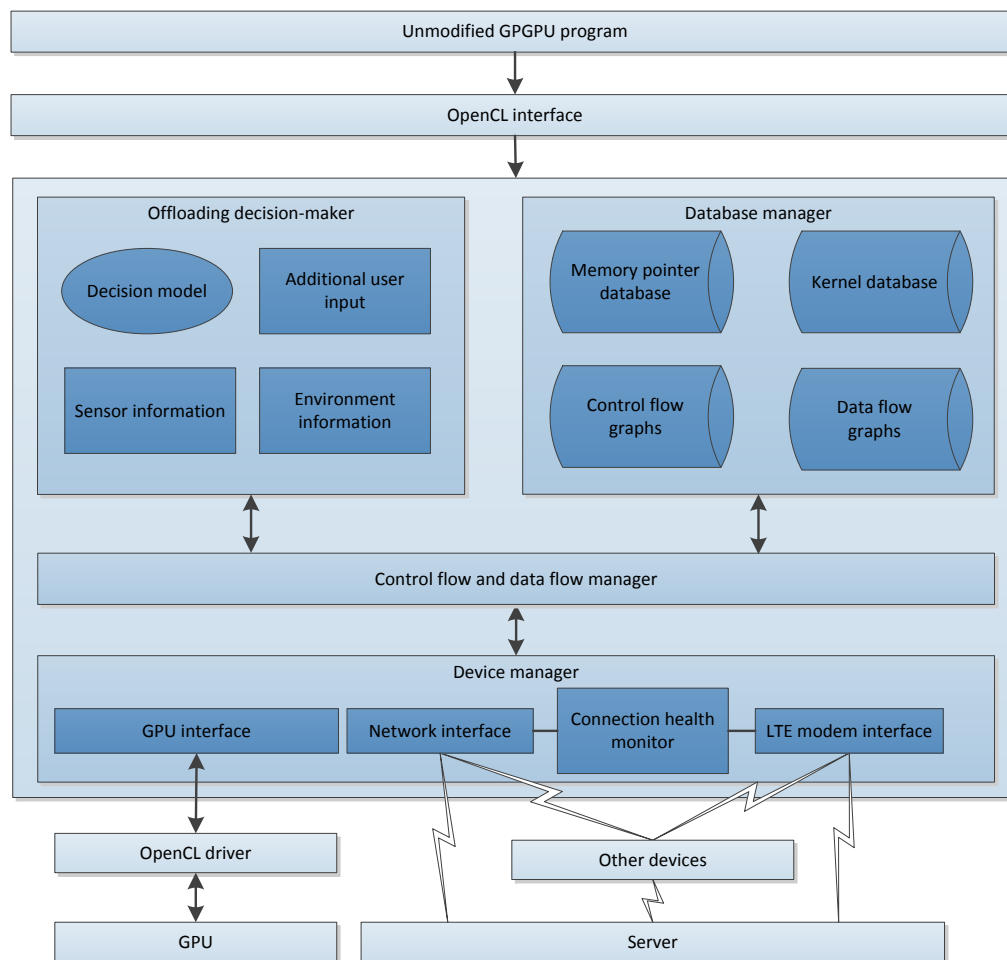 Unmodified GPGPU program
OpenCL interface
Offloading decision-maker
Decision model
Additional user
input
Sensor information
Environment
information
Database manager
Memory pointer
database
Kernel database
Control flow
graphs
Data flow
graphs
Control flow and data flow manager
Device manager
GPU interface
Network interface
Connection health
monitor
LTE modem interface
OpenCL driver
Other devices
GPU
Server